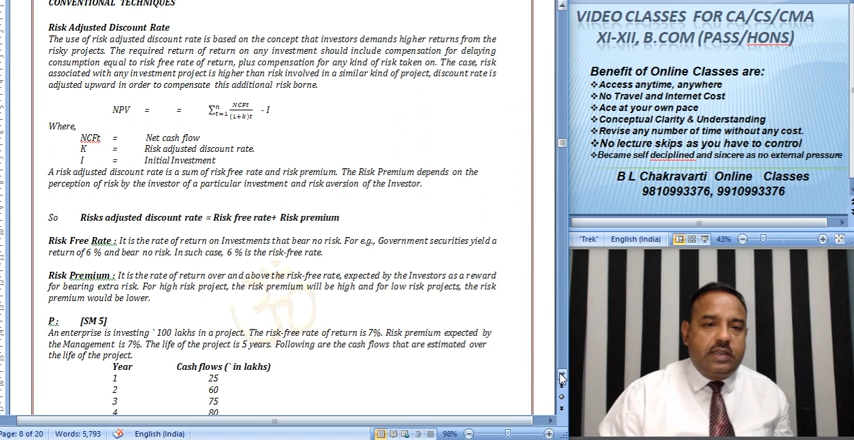 CONVENTIONAL TECHNIQUES
Risk Adjusted Discount Rate
The use of risk adjusted discount rate is based on the concept that investors demands higher returns from the
risky projects. The required return of return on any investment should include compensation for delaying
consumption equal to risk free rate of return, plus compensation for any kind of risk taken on. The case, risk
associated with any investment project is higher than risk involved in a similar kind of project, discount rate is
adjusted upward in order to compensate this additional risk borne.
NPV = = ∑ⁿₜ₌₁ NCFt/(1+k)t - I
Where,
NCFt = Net cash flow
K = Risk adjusted discount rate.
I = Initial Investment
A risk adjusted discount rate is a sum of risk free rate and risk premium. The Risk Premium depends on the
perception of risk by the investor of a particular investment and risk aversion of the Investor.
So Risks adjusted discount rate = Risk free rate+ Risk premium
Risk Free Rate : It is the rate of return on Investments that bear no risk. For e.g., Government securities yield a
return of 6 % and bear no risk. In such case, 6 % is the risk-free rate.
Risk Premium : It is the rate of return over and above the risk-free rate, expected by the Investors as a reward
for bearing extra risk. For high risk project, the risk premium will be high and for low risk projects, the risk
premium would be lower.
P: [SM 5]
An enterprise is investing ` 100 lakhs in a project. The risk-free rate of return is 7%. Risk premium expected by
the Management is 7%. The life of the project is 5 years. Following are the cash flows that are estimated over
the life of the project.
Year Cash flows (` in lakhs)
1 25
2 60
3 75
4 80
Page: 8 of 20 Words: 5,793 English (India) 98%
VIDEO CLASSES FOR CA/CS/CMA
XI-XII, B.COM (PASS/HONS)
Benefit of Online Classes are:
❖Access anytime, anywhere
❖No Travel and Internet Cost
❖Ace at your own pace
❖Conceptual Clarity & Understanding
❖Revise any number of time without any cost.
❖No lecture skips as you have to control
❖Became self deciplined and sincere as no external pressure
B L Chakravarti Online Classes
9810993376, 9910993376
"Trek" English (India) 43%